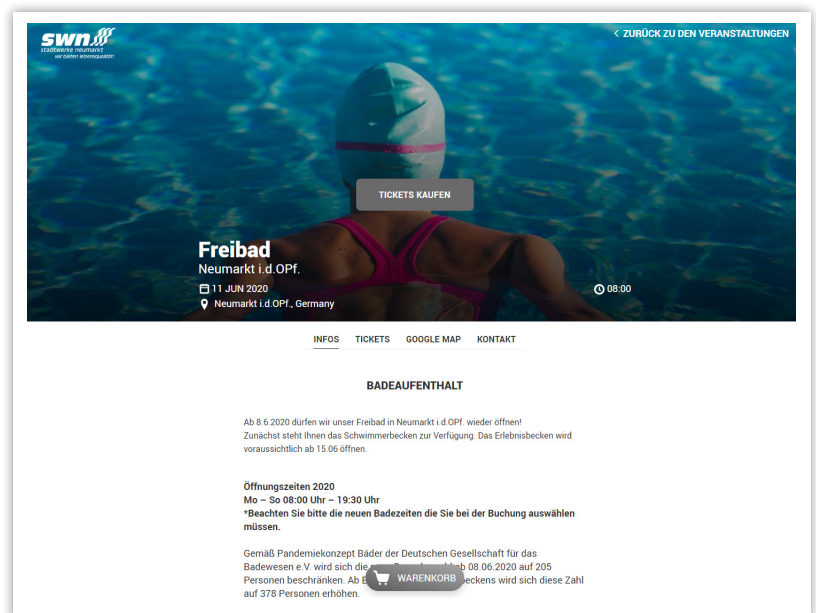 swn
stadtwerke neumarkt
wir bieten lebensqualität!
< ZURÜCK ZU DEN VERANSTALTUNGEN
TICKETS KAUFEN
Freibad
Neumarkt i.d.OPf.
11 JUN 2020
08:00
Neumarkt i.d.OPf., Germany
INFOS TICKETS GOOGLE MAP KONTAKT
BADEAUFENTHALT
Ab 8.6.2020 dürfen wir unser Freibad in Neumarkt i.d.OPf. wieder öffnen!
Zunächst steht Ihnen das Schwimmerbecken zur Verfügung. Das Erlebnisbecken wird
voraussichtlich ab 15.06 öffnen.
Öffnungszeiten 2020
Mo – So 08:00 Uhr – 19:30 Uhr
*Beachten Sie bitte die neuen Badezeiten die Sie bei der Buchung auswählen
müssen.
Gemäß Pandemiekonzept Bäder der Deutschen Gesellschaft für das
Badewesen e.V. wird sich die ab 08.06.2020 auf 205
Personen beschränken. Ab beckens wird sich diese Zahl
auf 378 Personen erhöhen.
WARENKORB